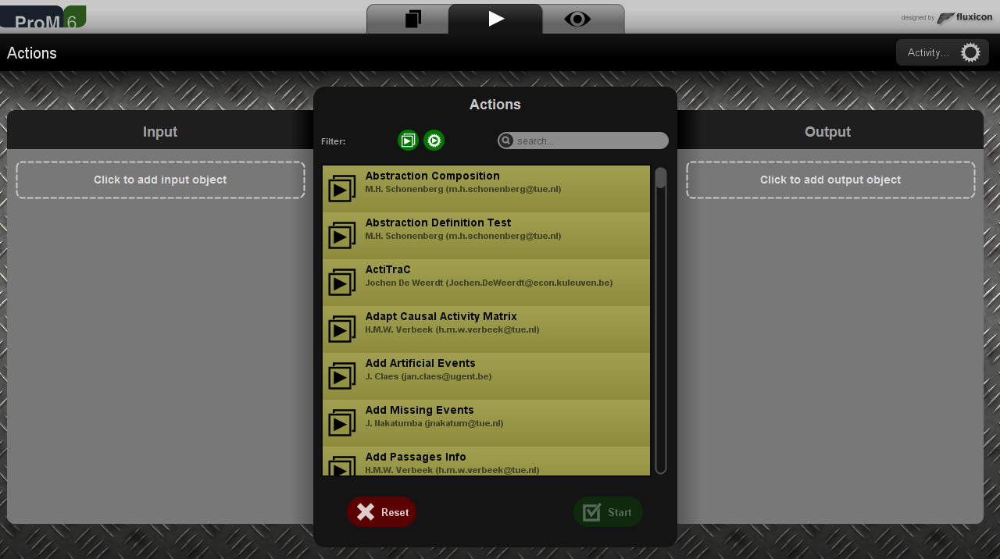 ProM 6
designed by fluxicon
Actions
Activity...
Actions
Input
Output
Filter:
search...
Click to add input object
Click to add output object
Abstraction Composition
M.H. Schonenberg (m.h.schonenberg@tue.nl)
Abstraction Definition Test
M.H. Schonenberg (m.h.schonenberg@tue.nl)
ActiTraC
Jochen De Weerdt (Jochen.DeWeerdt@econ.kuleuven.be)
Adapt Causal Activity Matrix
H.M.W. Verbeek (h.m.w.verbeek@tue.nl)
Add Artificial Events
J. Claes (jan.claes@ugent.be)
Add Missing Events
J. Nakatumba (jnakatum@tue.nl)
Add Passages Info
H.M.W. Verbeek (h.m.w.verbeek@tue.nl)
Reset
Start